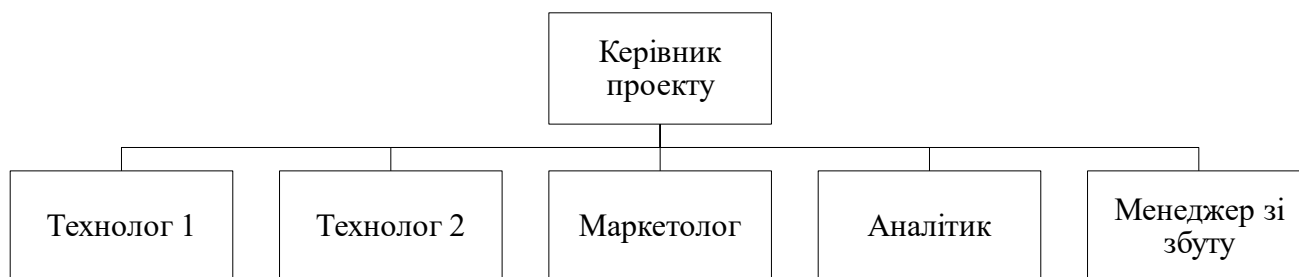 Керівник
проекту
Технолог 1
Технолог 2
Маркетолог
Аналітик
Менеджер зі
збуту